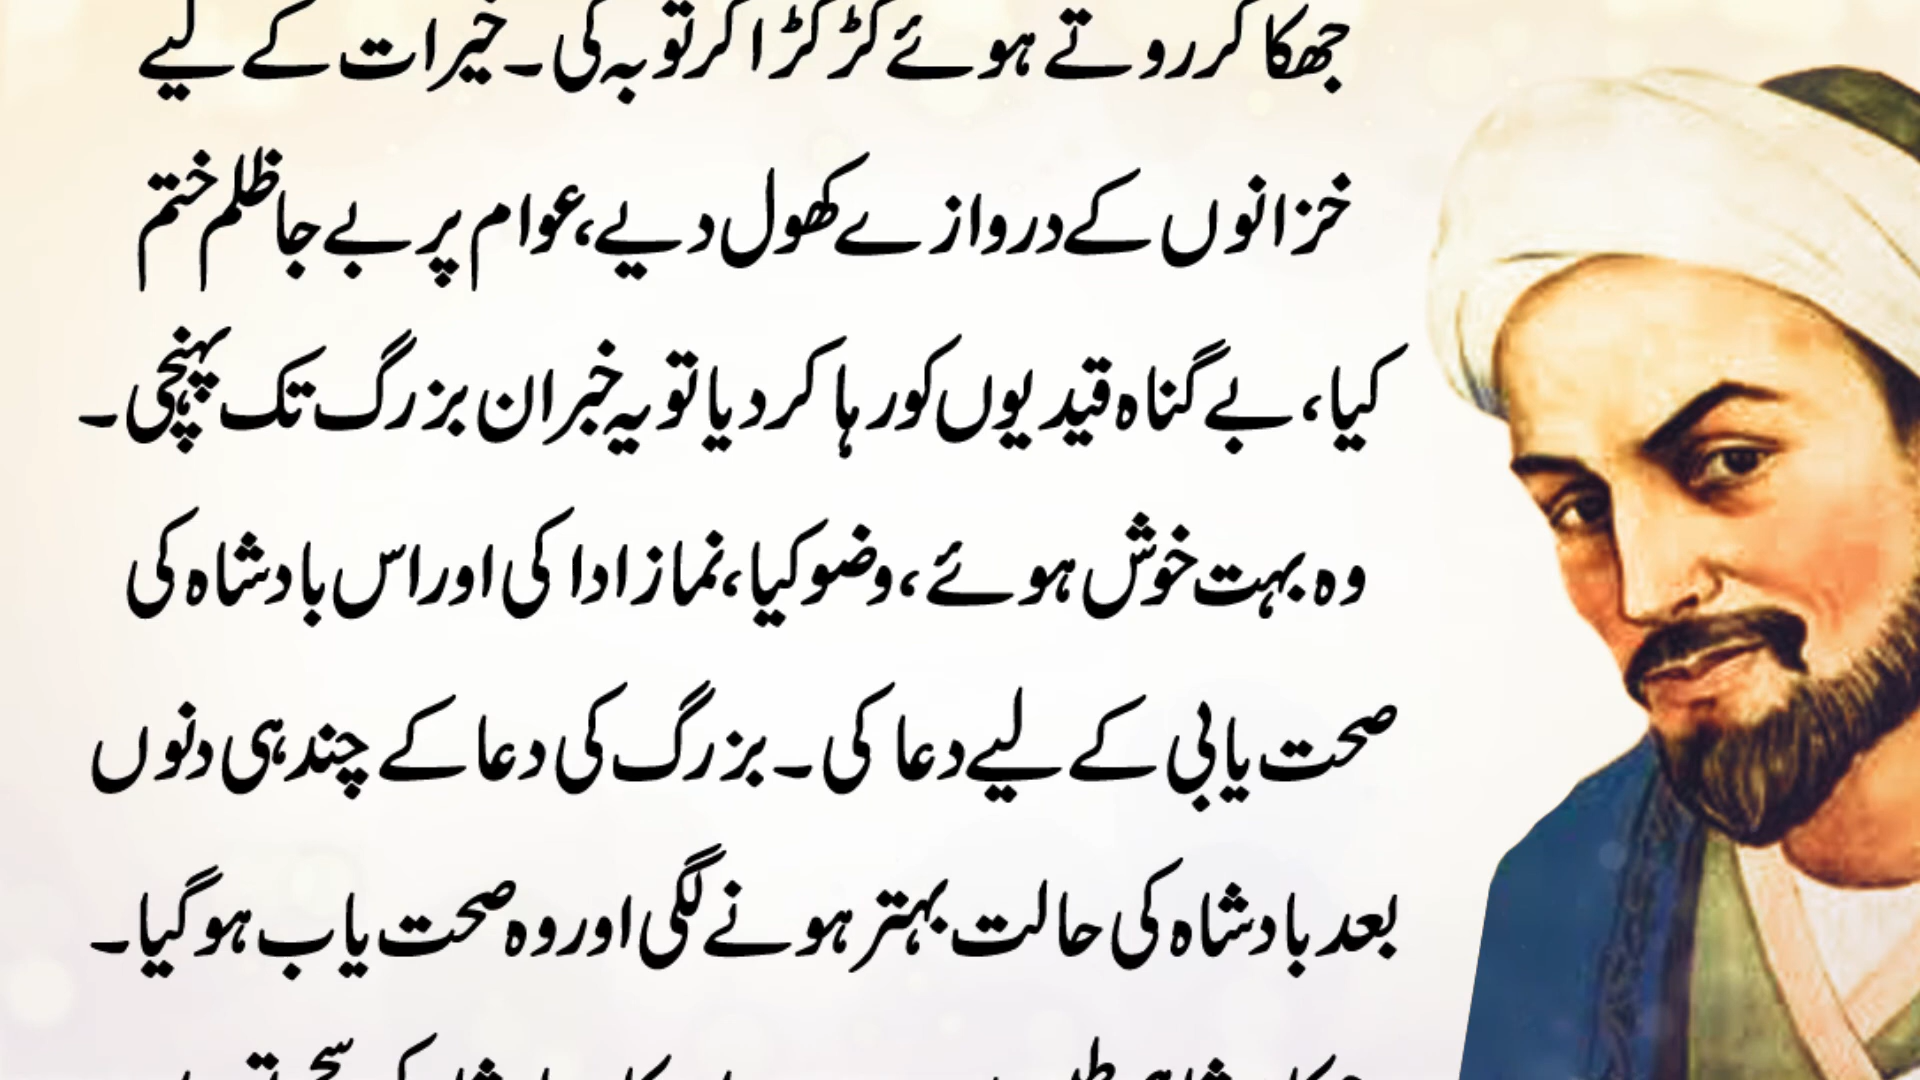 جھکا کر روتے ہوئے گڑگڑا کر توبہ کی۔ خیرات کے لیے
خزانوں کے دروازے کھول دیے، عوام پر بے جا ظلم ختم
کیا، بے گناہ قیدیوں کو رہا کر دیا تو یہ خبر ان بزرگ تک پہنچی۔
وہ بہت خوش ہوئے، وضو کیا، نماز ادا کی اور اس بادشاہ کی
صحت یابی کے لیے دعا کی۔ بزرگ کی دعا کے چند ہی دنوں
بعد بادشاہ کی حالت بہتر ہونے لگی اور وہ صحت یاب ہو گیا۔